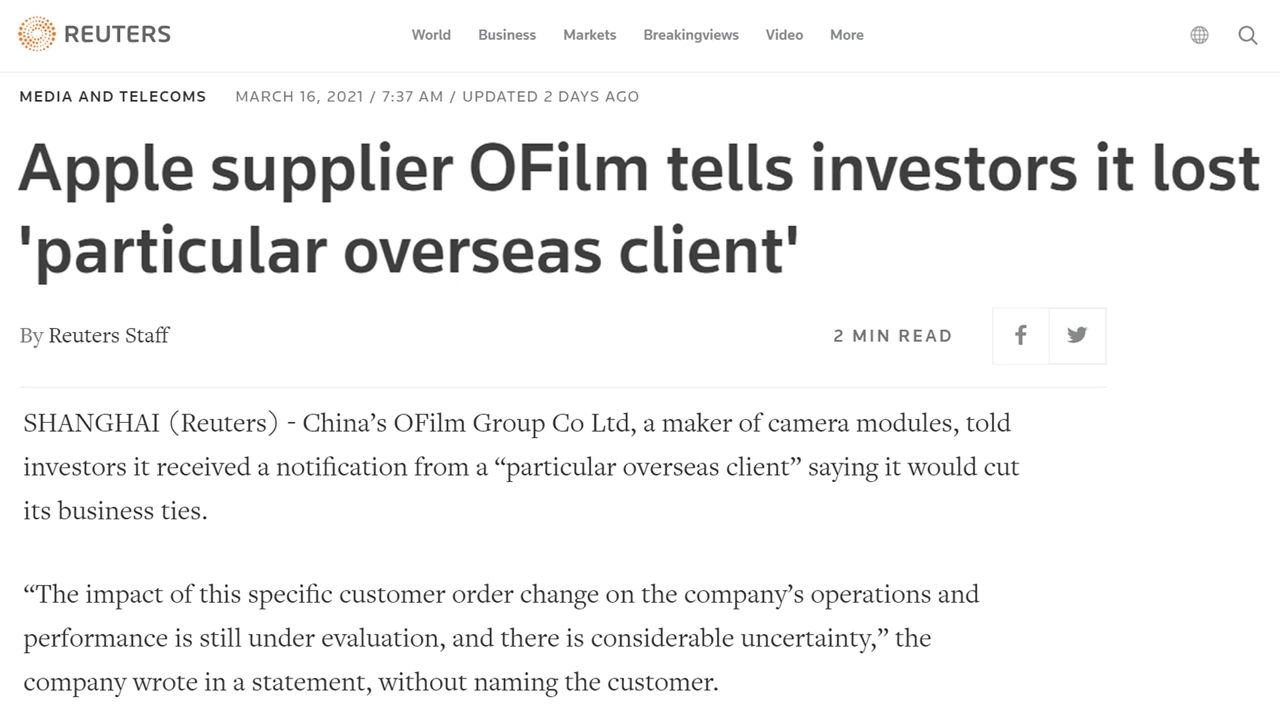 REUTERS World Business Markets Breakingviews Video More
MEDIA AND TELECOMS MARCH 16, 2021 / 7:37 AM / UPDATED 2 DAYS AGO
Apple supplier OFilm tells investors it lost
'particular overseas client'
By Reuters Staff 2 MIN READ
SHANGHAI (Reuters) - China’s OFilm Group Co Ltd, a maker of camera modules, told
investors it received a notification from a “particular overseas client” saying it would cut
its business ties.
“The impact of this specific customer order change on the company’s operations and
performance is still under evaluation, and there is considerable uncertainty,” the
company wrote in a statement, without naming the customer.